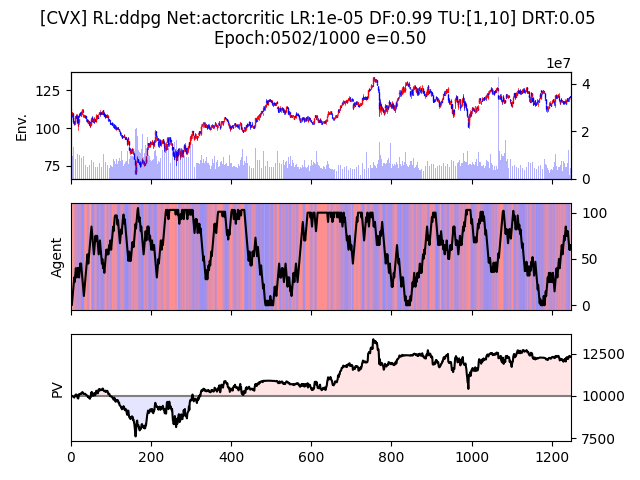 [CVX] RL:ddpg Net:actorcritic LR:1e-05 DF:0.99 TU:[1,10] DRT:0.05
Epoch:0502/1000 e=0.50
1e7
125
100
75
Env.
4
2
0
Agent
100
50
0
PV
12500
10000
7500
0 200 400 600 800 1000 1200